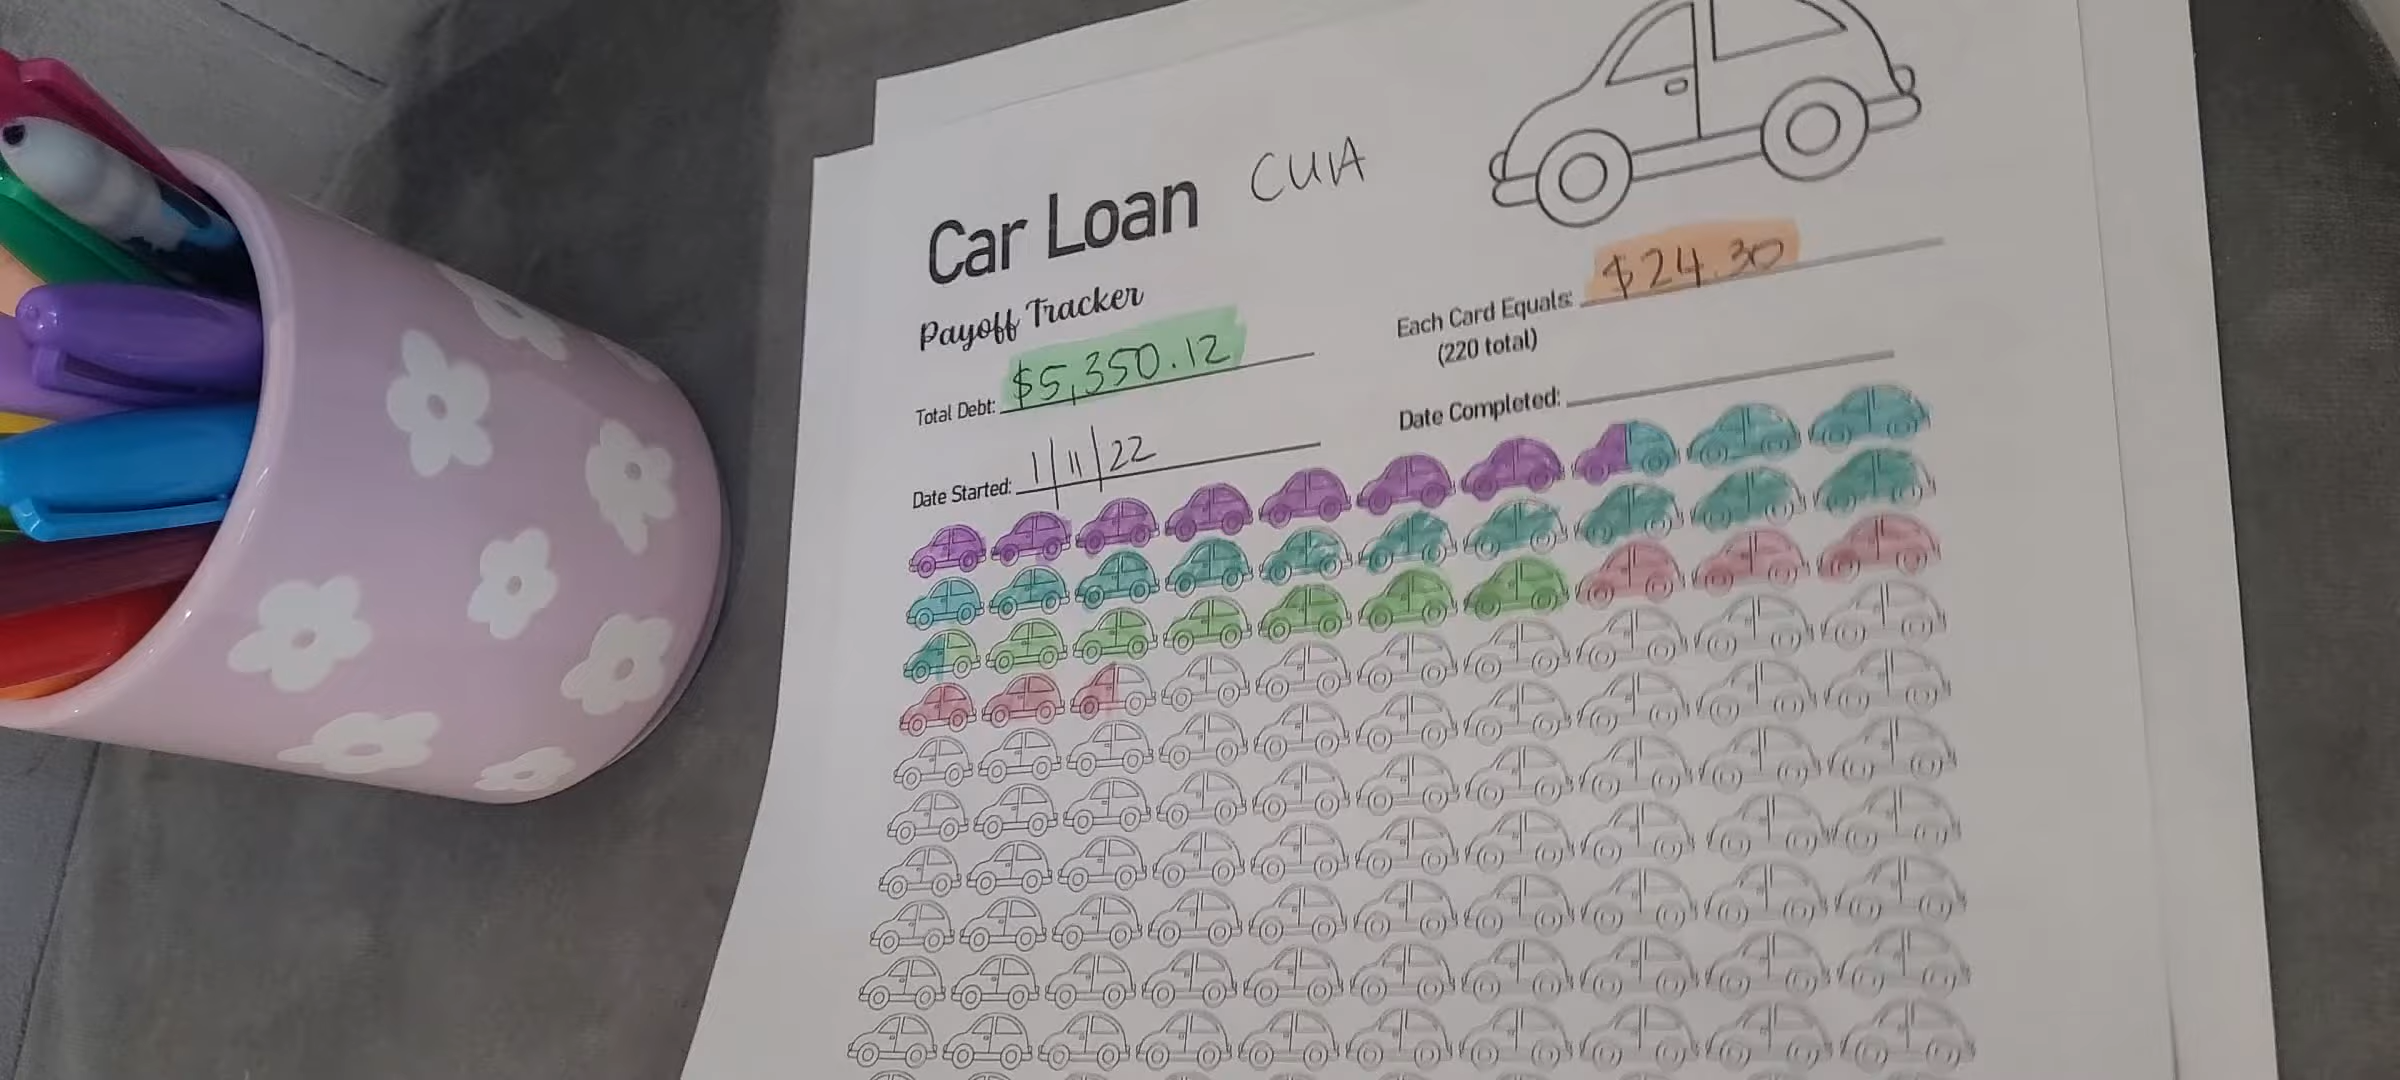 Car Loan CUA
Payoff Tracker
Total Debt: $5,350.12
Each Card Equals: $24.30
(220 total)
Date Started: 1/11/22
Date Completed: